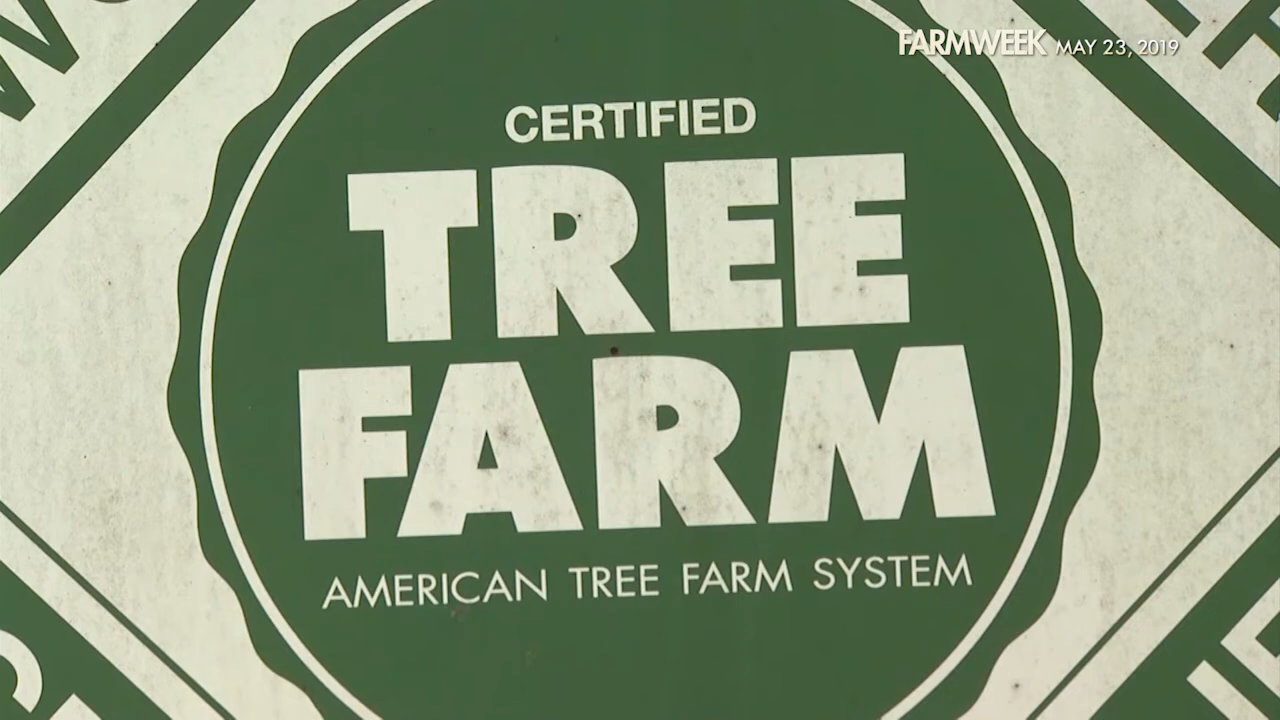 FARMWEEK MAY 23, 2019
CERTIFIED
TREE
FARM
AMERICAN TREE FARM SYSTEM